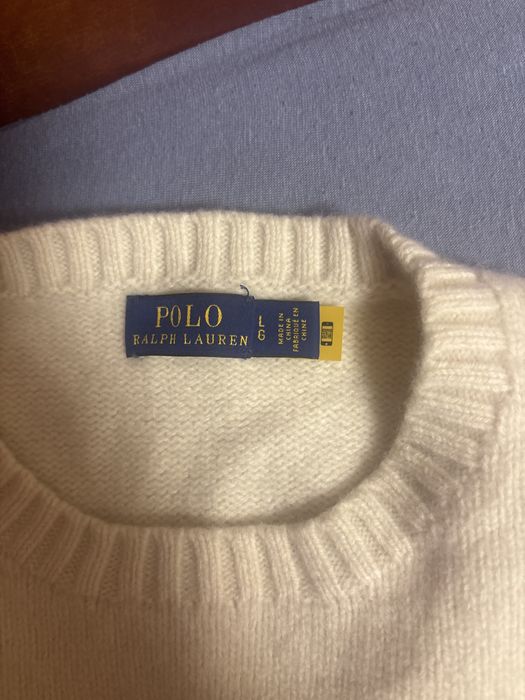 POLO
RALPH LAUREN
L
G
MADE IN
CHINA
FABRIQUÉ EN
CHINE